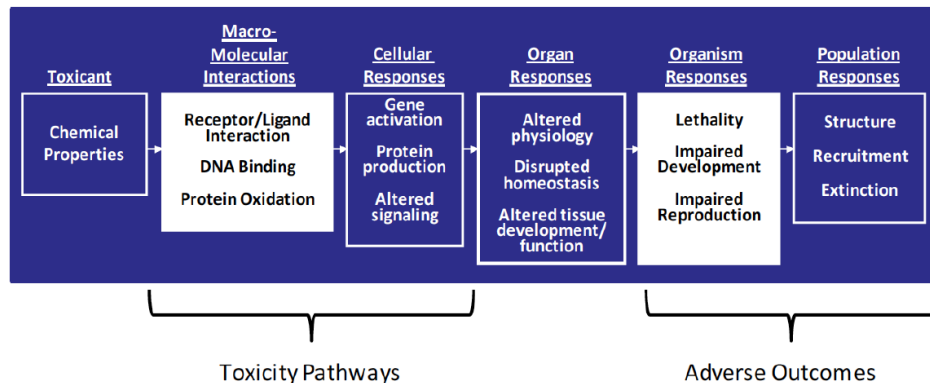 Toxicant
Chemical
Properties
Macro-
Molecular
Interactions
Receptor/Ligand
Interaction
DNA Binding
Protein Oxidation
Cellular
Responses
Gene
activation
Protein
production
Altered
signaling
Organ
Responses
Altered
physiology
Disrupted
homeostasis
Altered tissue
development/
function
Organism
Responses
Lethality
Impaired
Development
Impaired
Reproduction
Population
Responses
Structure
Recruitment
Extinction
Toxicity Pathways
Adverse Outcomes